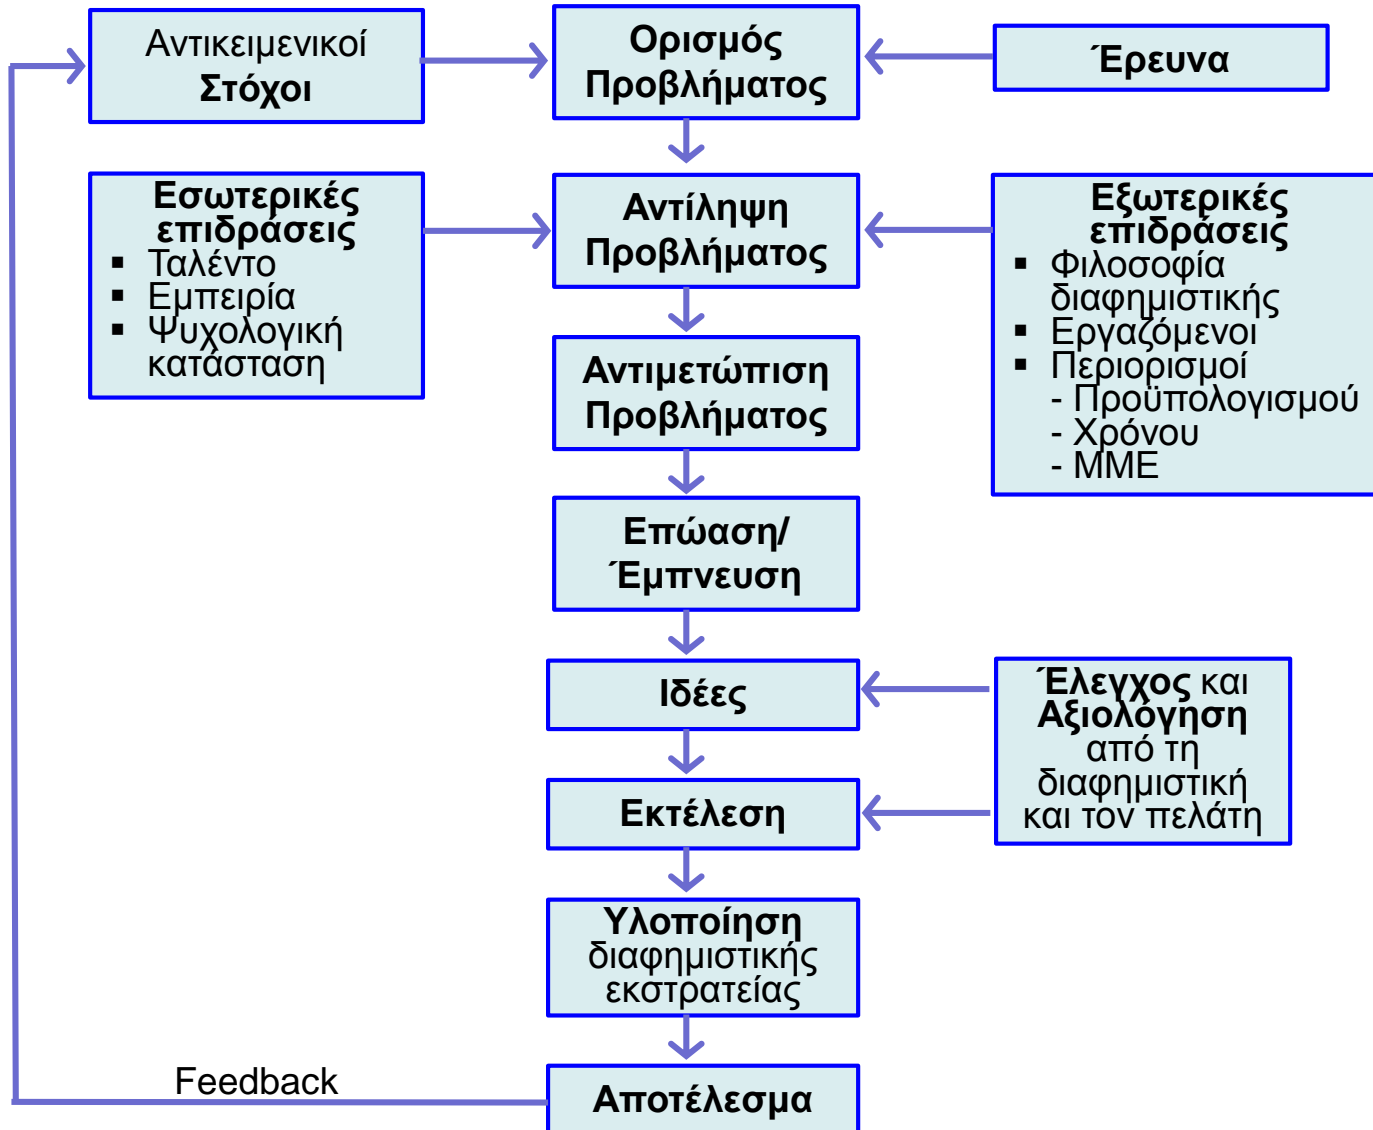 Αντικειμενικοί
Στόχοι
Ορισμός
Προβλήματος
Έρευνα
Εσωτερικές
επιδράσεις
▪ Ταλέντο
▪ Εμπειρία
▪ Ψυχολογική
κατάσταση
Αντίληψη
Προβλήματος
Εξωτερικές
επιδράσεις
▪ Φιλοσοφία
διαφημιστικής
▪ Εργαζόμενοι
▪ Περιορισμοί
- Προϋπολογισμού
- Χρόνου
- ΜΜΕ
Αντιμετώπιση
Προβλήματος
Επώαση/
Έμπνευση
Ιδέες
Έλεγχος και
Αξιολόγηση
από τη
διαφημιστική
και τον πελάτη
Εκτέλεση
Υλοποίηση
διαφημιστικής
εκστρατείας
Feedback
Αποτέλεσμα